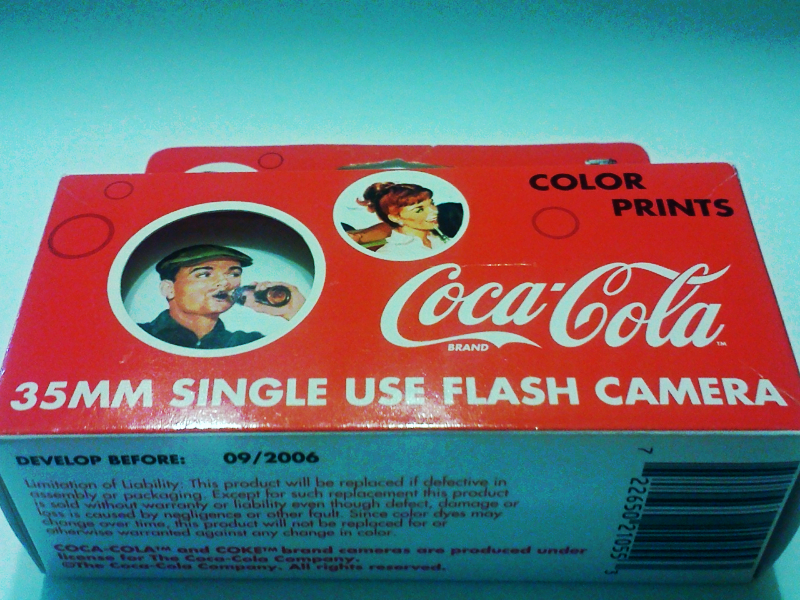 COLOR
PRINTS
Coca-Cola
BRAND
TM
35MM SINGLE USE FLASH CAMERA
DEVELOP BEFORE: 09/2006
Limitation of Liability: This product will be replaced if defective in
assembly or packaging. Except for such replacement this product
is sold without warranty or liability even though defect, damage or
loss is caused by negligence or other fault. Since color dyes may
change over time, this product will not be replaced for or
otherwise warranted against any change in color.
COCA-COLA™ and COKE™ brand cameras are produced under
license for The Coca-Cola Company.
©The Coca-Cola Company. All rights reserved.
7 22650 21055 3